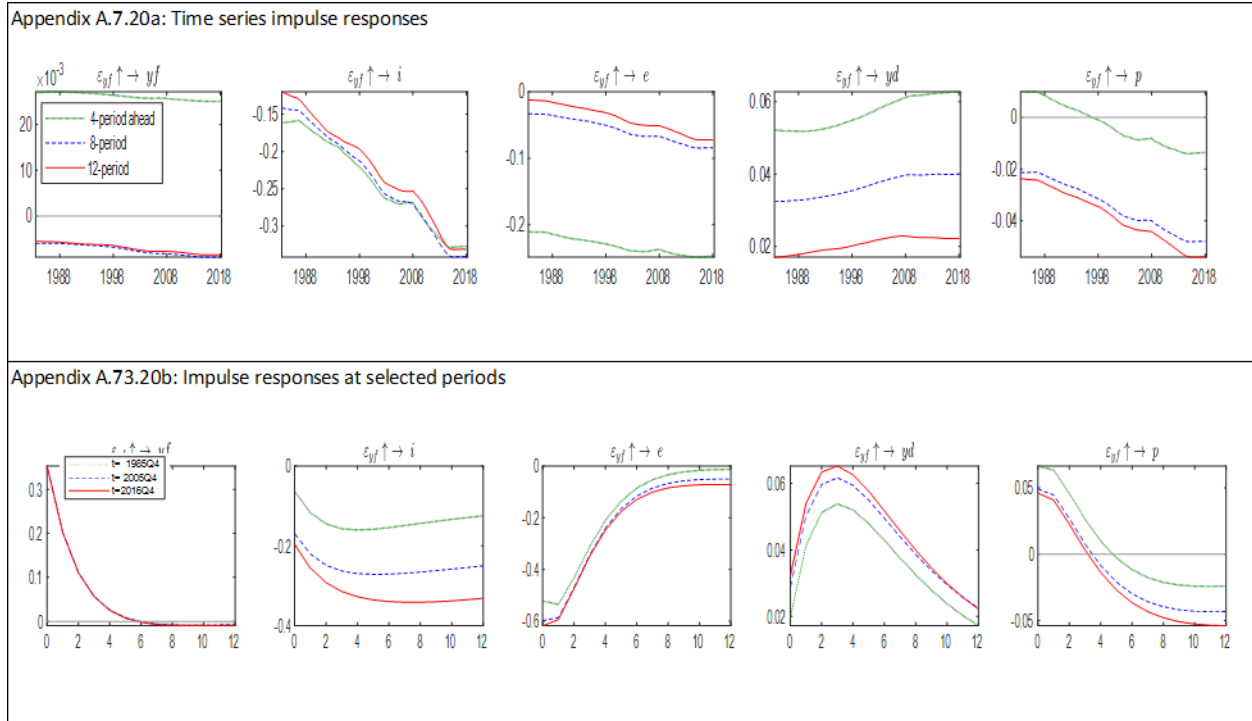 Appendix A.7.20a: Time series impulse responses
×10⁻³
ε_yf ↑→ yf
ε_yf ↑→ i
ε_yf ↑→ e
ε_yf ↑→ yd
ε_yf ↑→ p
4-period ahead
8-period
12-period
20
10
0
1988 1998 2008 2018
-0.15
-0.2
-0.25
-0.3
1988 1998 2008 2018
0
-0.1
-0.2
1988 1998 2008 2018
0.06
0.04
0.02
1988 1998 2008 2018
0
-0.02
-0.04
1988 1998 2008 2018
Appendix A.73.20b: Impulse responses at selected periods
yf
ε_yf ↑→ i
ε_yf ↑→ e
ε_yf ↑→ yd
ε_yf ↑→ p
t= 1985Q4
t= 2005Q4
t=2016Q4
0.3
0.2
0.1
0
0 2 4 6 8 10 12
0
-0.2
-0.4
0 2 4 6 8 10 12
0
-0.2
-0.4
-0.6
0 2 4 6 8 10 12
0.06
0.04
0.02
0 2 4 6 8 10 12
0.05
0
-0.05
0 2 4 6 8 10 12